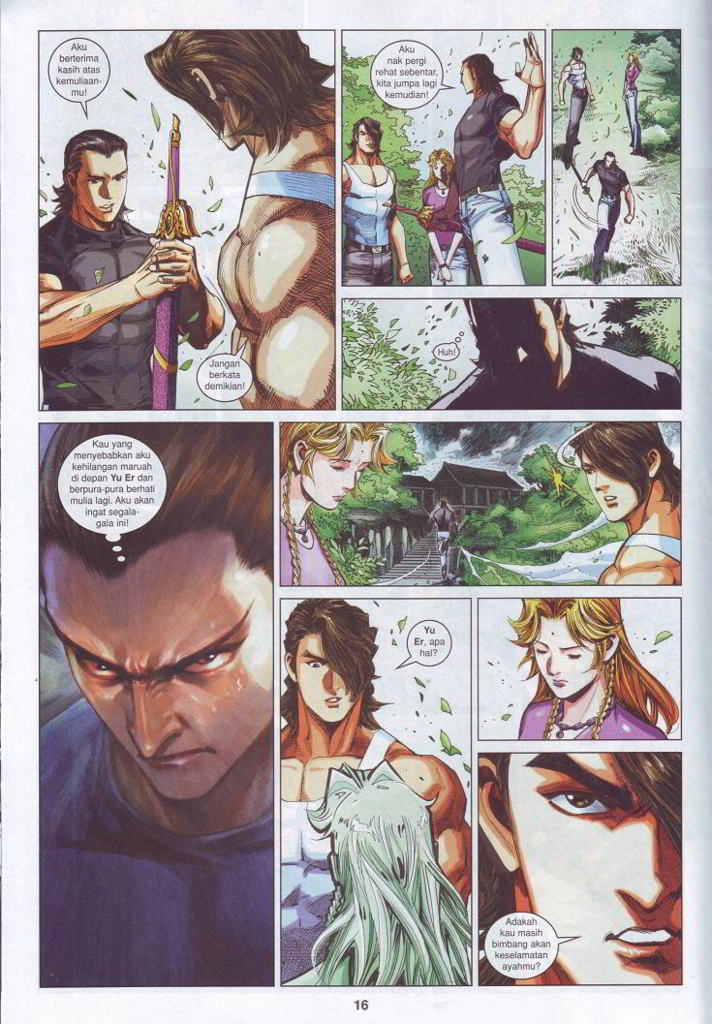 Aku
berterima
kasih atas
kemuliaan-
mu!
Jangan
berkata
demikian!
Aku
nak pergi
rehat sebentar,
kita jumpa lagi
kemudian!
Huh!
Kau yang
menyebabkan aku
kehilangan maruah
di depan Yu Er dan
berpura-pura berhati
mulia lagi. Aku akan
ingat segala-
gala ini!
Yu
Er, apa
hal?
Adakah
kau masih
bimbang akan
keselamatan
ayahmu?
16